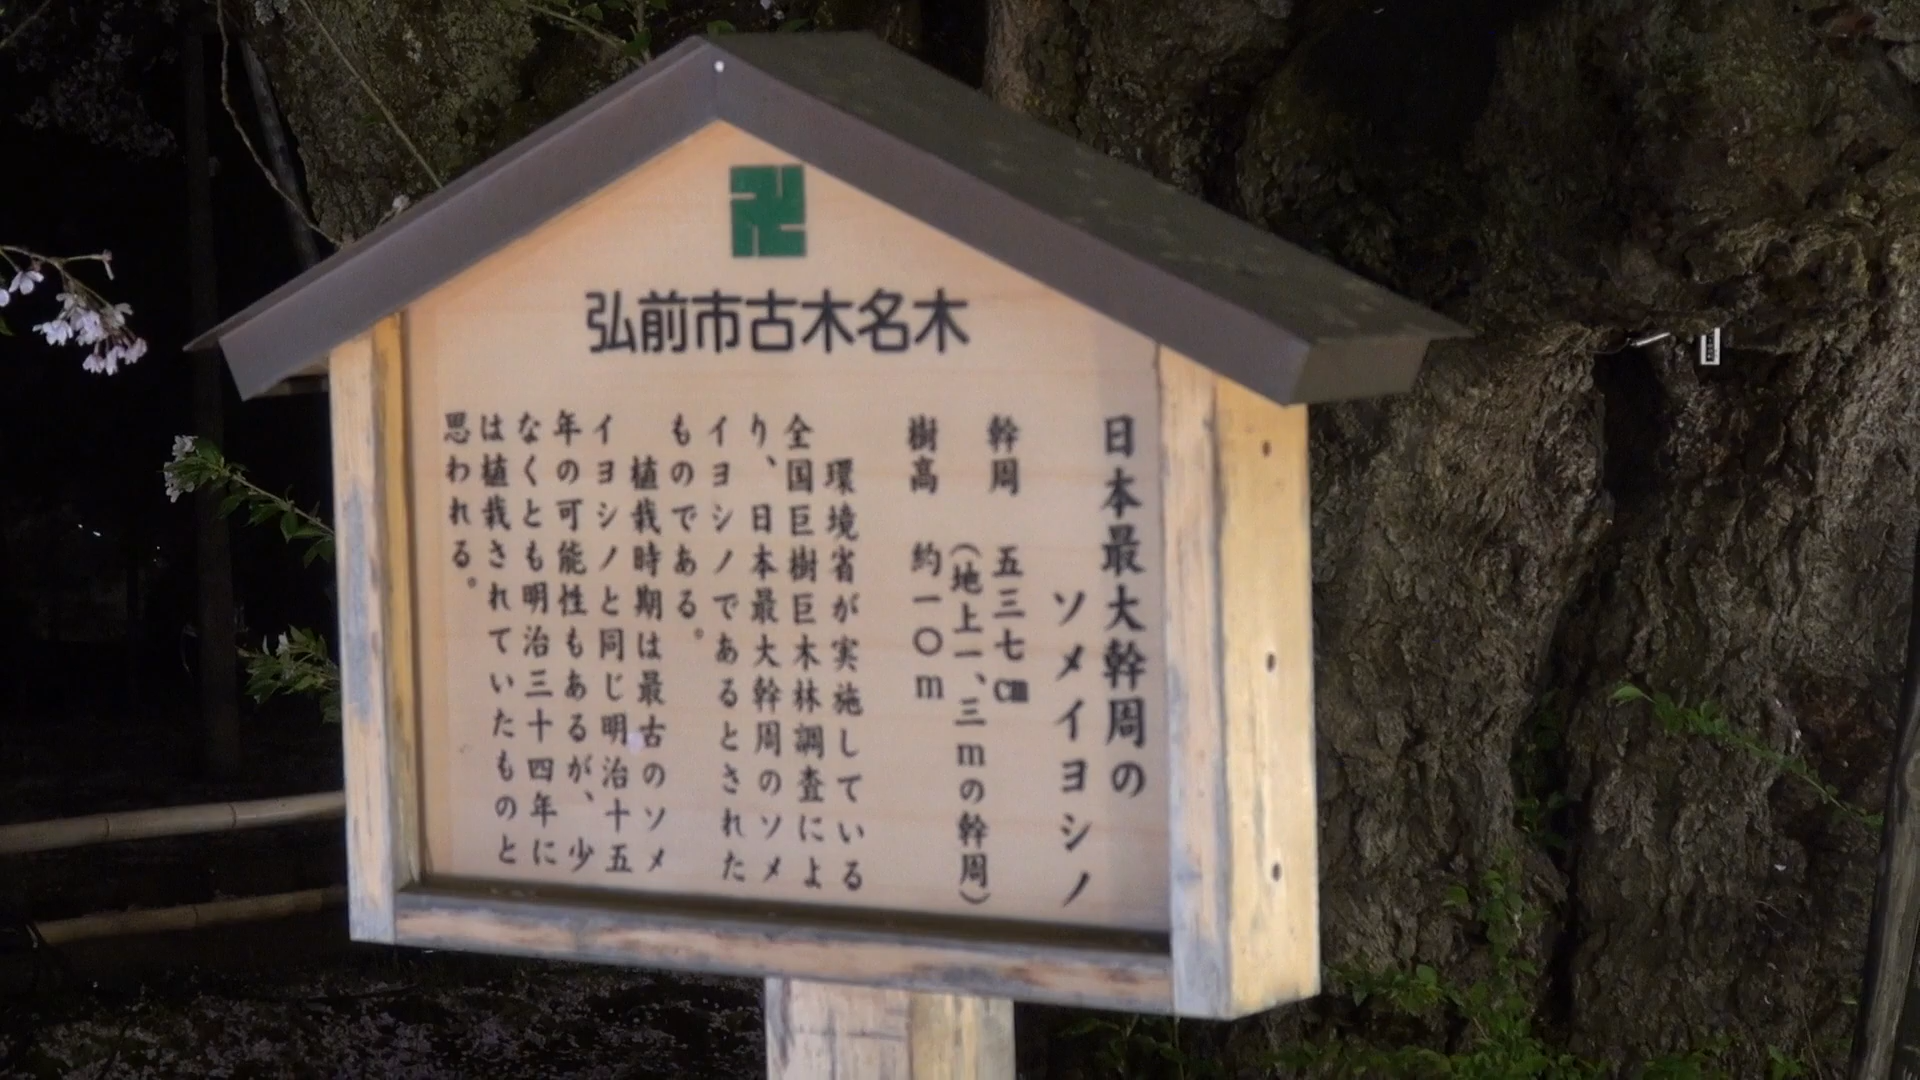 弘前市古木名木
日本最大幹周の
ソメイヨシノ
幹周　五三七㎝
（地上一、三ｍの幹周）
樹高　約一〇ｍ
環境省が実施している
全国巨樹巨木林調査によ
り、日本最大幹周のソメ
イヨシノであるとされた
ものである。
植栽時期は最古のソメ
イヨシノと同じ明治十五
年の可能性もあるが、少
なくとも明治三十四年に
は植栽されていたものと
思われる。